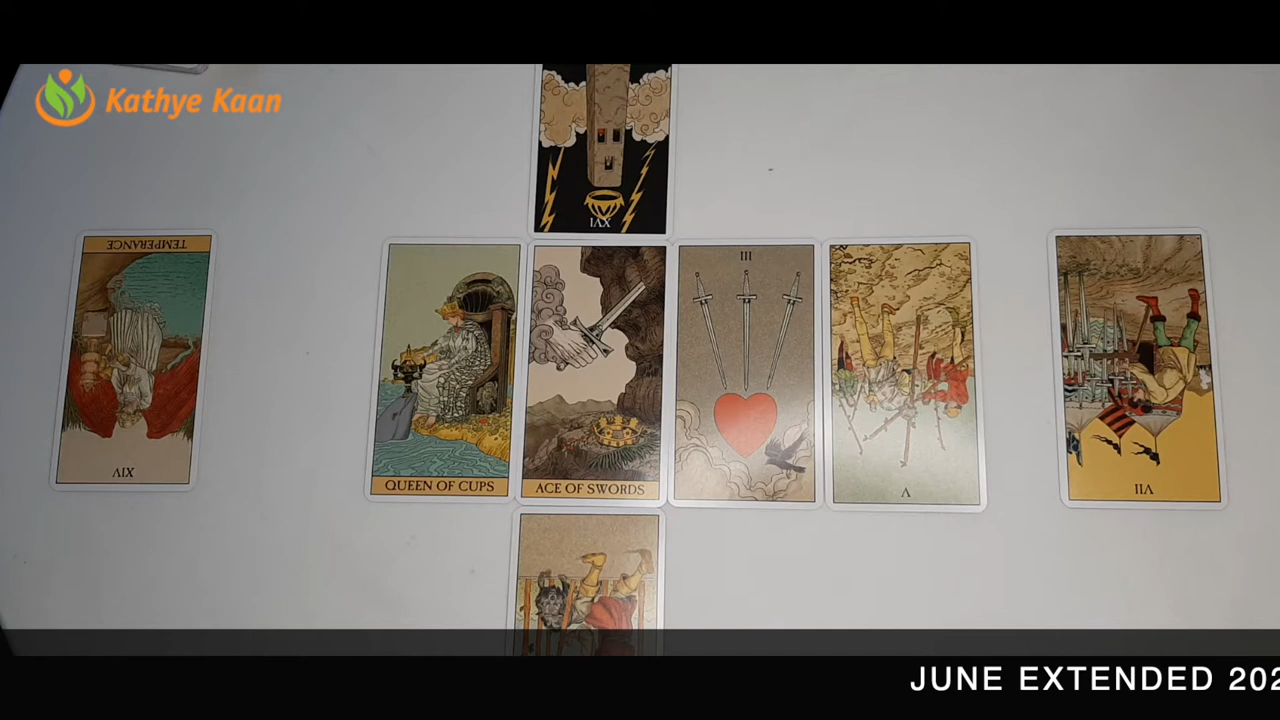 Kathye Kaan
XVI
TEMPERANCE
III
QUEEN OF CUPS
ACE OF SWORDS
XIV
V
VII
JUNE EXTENDED 202